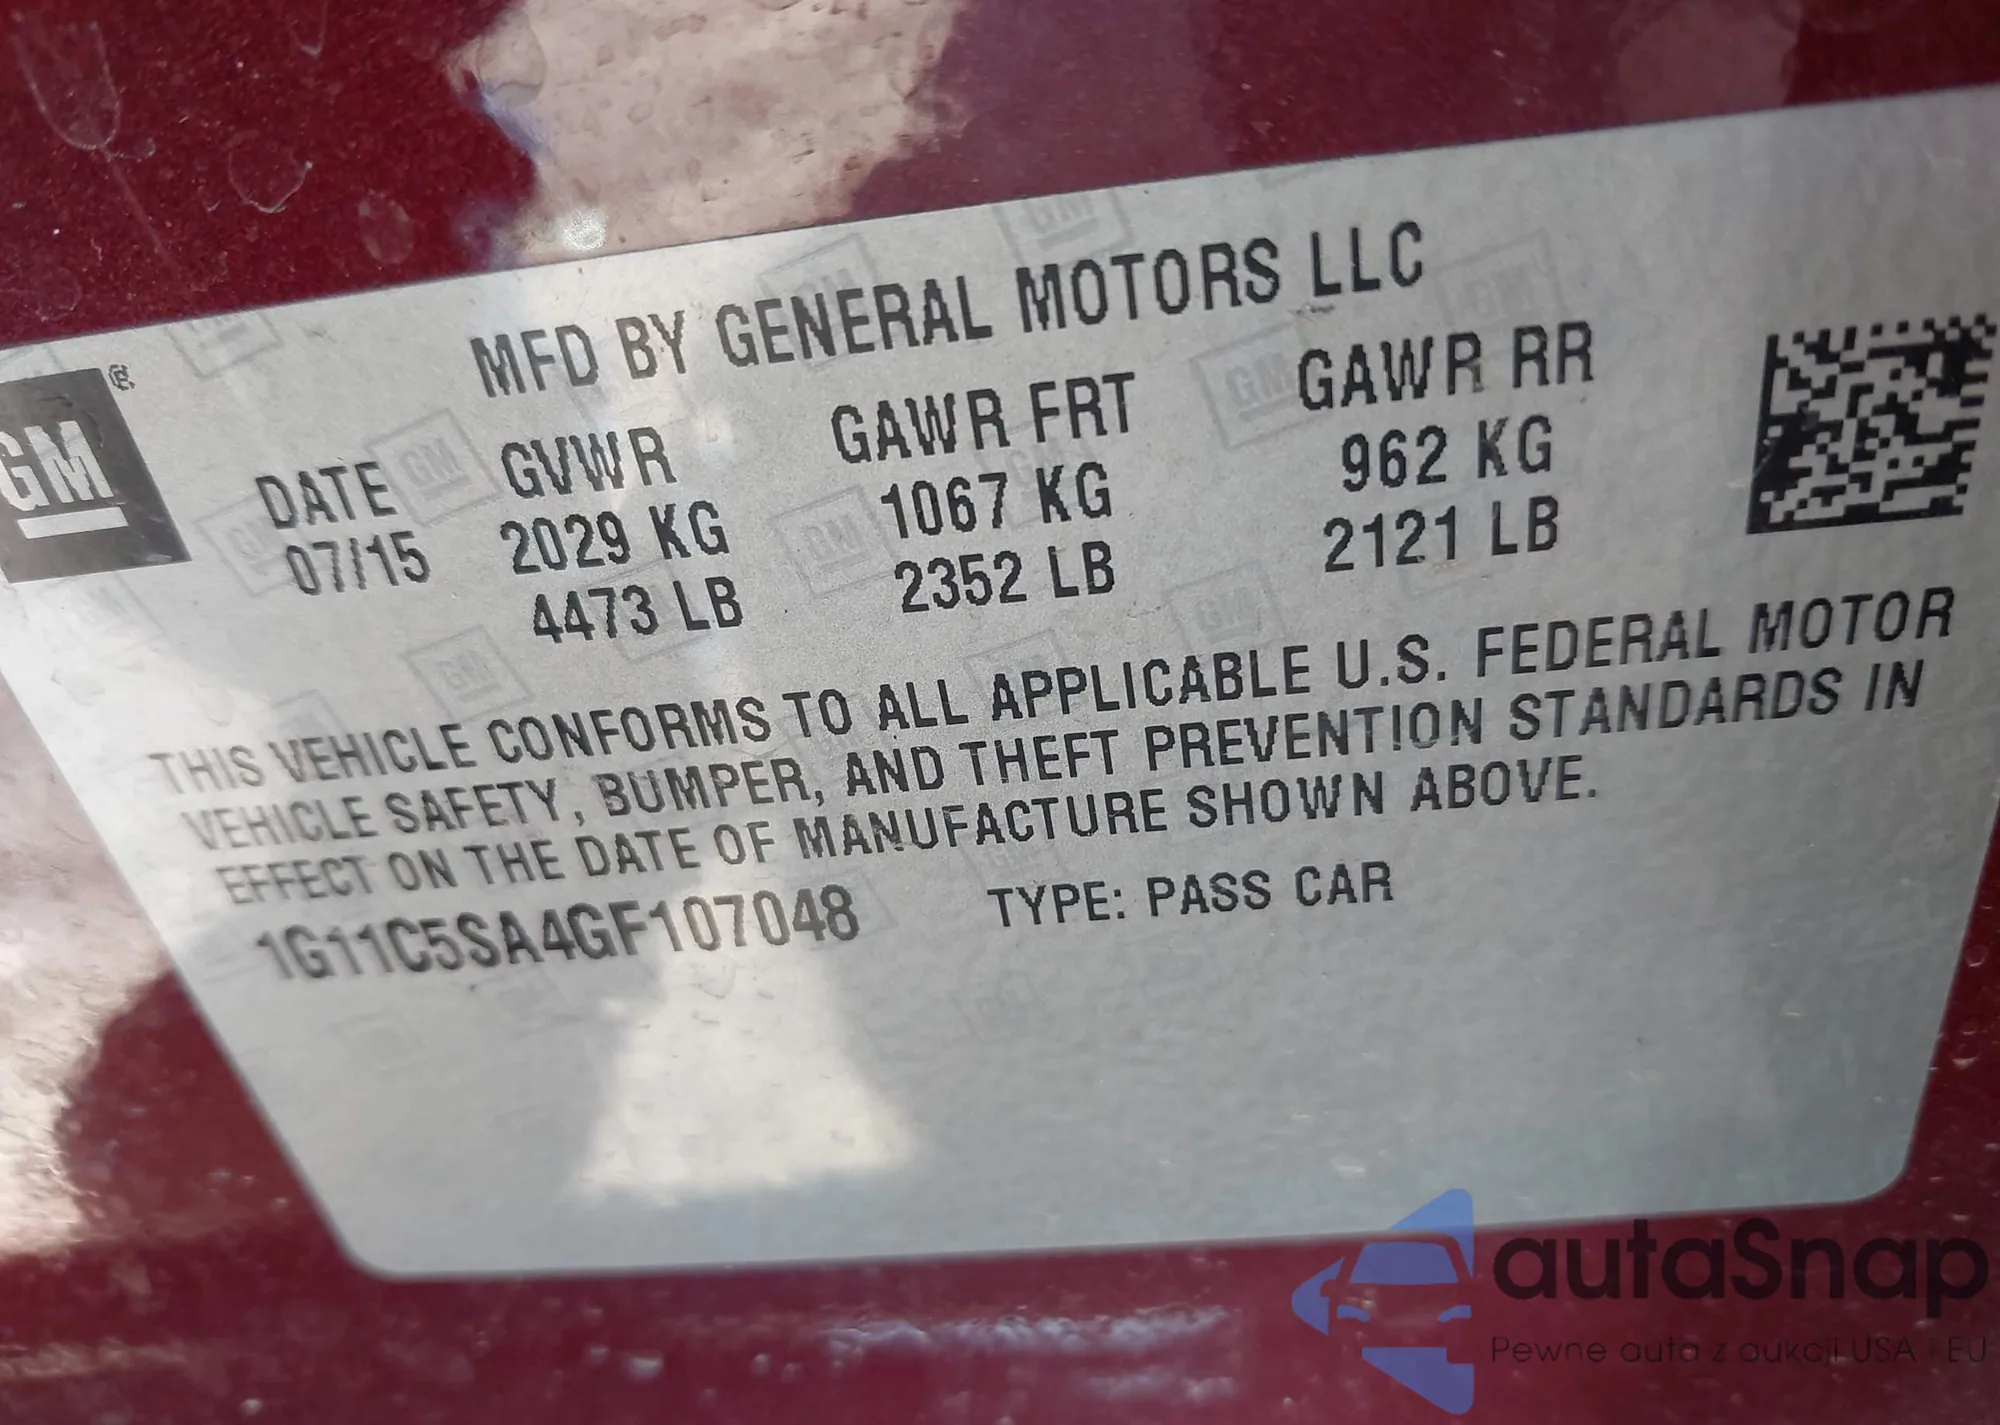 MFD BY GENERAL MOTORS LLC
GM ®
DATE GVWR GAWR FRT GAWR RR
07/15 2029 KG 1067 KG 962 KG
4473 LB 2352 LB 2121 LB
THIS VEHICLE CONFORMS TO ALL APPLICABLE U.S. FEDERAL MOTOR
VEHICLE SAFETY, BUMPER, AND THEFT PREVENTION STANDARDS IN
EFFECT ON THE DATE OF MANUFACTURE SHOWN ABOVE.
1G11C5SA4GF107048 TYPE: PASS CAR
autaSnap
Pewne auta z aukcji USA i EU